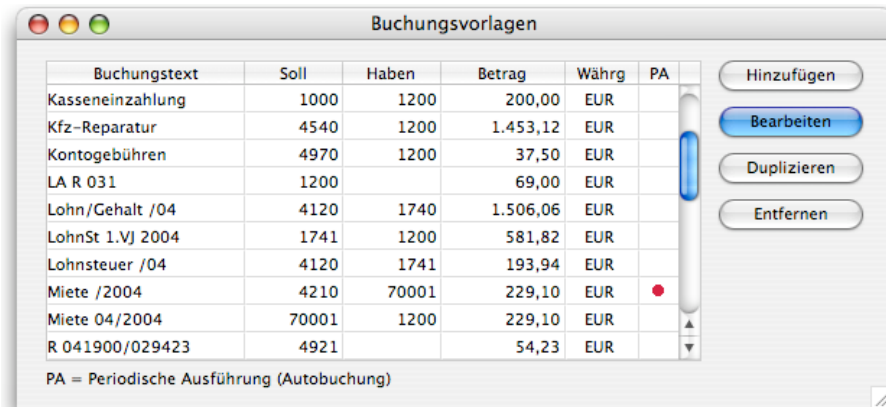 Buchungsvorlagen
Buchungstext Soll Haben Betrag Währg PA
Kasseneinzahlung 1000 1200 200,00 EUR
Kfz-Reparatur 4540 1200 1.453,12 EUR
Kontogebühren 4970 1200 37,50 EUR
LA R 031 1200 69,00 EUR
Lohn/Gehalt /04 4120 1740 1.506,06 EUR
LohnSt 1.VJ 2004 1741 1200 581,82 EUR
Lohnsteuer /04 4120 1741 193,94 EUR
Miete /2004 4210 70001 229,10 EUR
Miete 04/2004 70001 1200 229,10 EUR
R 041900/029423 4921 54,23 EUR
PA = Periodische Ausführung (Autobuchung)
Hinzufügen
Bearbeiten
Duplizieren
Entfernen